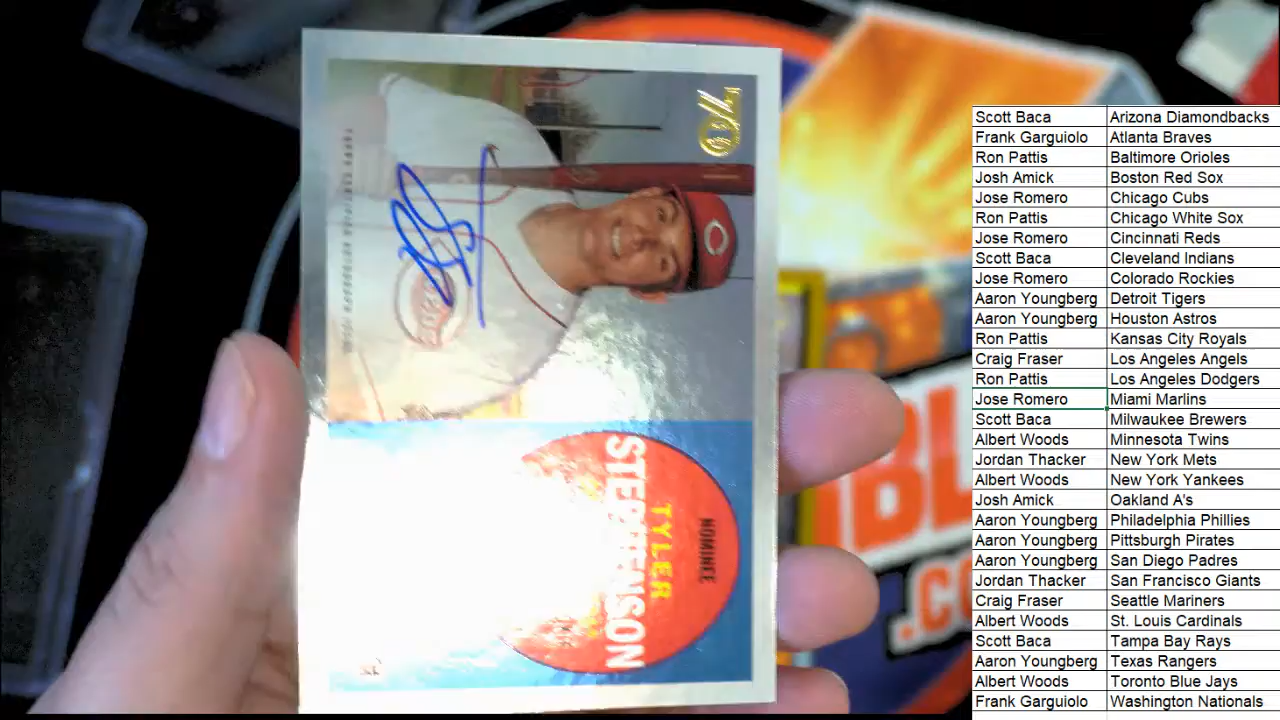 70
REDS
TYLER
STEPHENSON
NOMINEE
BL
.CO
Scott Baca Arizona Diamondbacks
Frank Garguiolo Atlanta Braves
Ron Pattis Baltimore Orioles
Josh Amick Boston Red Sox
Jose Romero Chicago Cubs
Ron Pattis Chicago White Sox
Jose Romero Cincinnati Reds
Scott Baca Cleveland Indians
Jose Romero Colorado Rockies
Aaron Youngberg Detroit Tigers
Aaron Youngberg Houston Astros
Ron Pattis Kansas City Royals
Craig Fraser Los Angeles Angels
Ron Pattis Los Angeles Dodgers
Jose Romero Miami Marlins
Scott Baca Milwaukee Brewers
Albert Woods Minnesota Twins
Jordan Thacker New York Mets
Albert Woods New York Yankees
Josh Amick Oakland A's
Aaron Youngberg Philadelphia Phillies
Aaron Youngberg Pittsburgh Pirates
Aaron Youngberg San Diego Padres
Jordan Thacker San Francisco Giants
Craig Fraser Seattle Mariners
Albert Woods St. Louis Cardinals
Scott Baca Tampa Bay Rays
Aaron Youngberg Texas Rangers
Albert Woods Toronto Blue Jays
Frank Garguiolo Washington Nationals